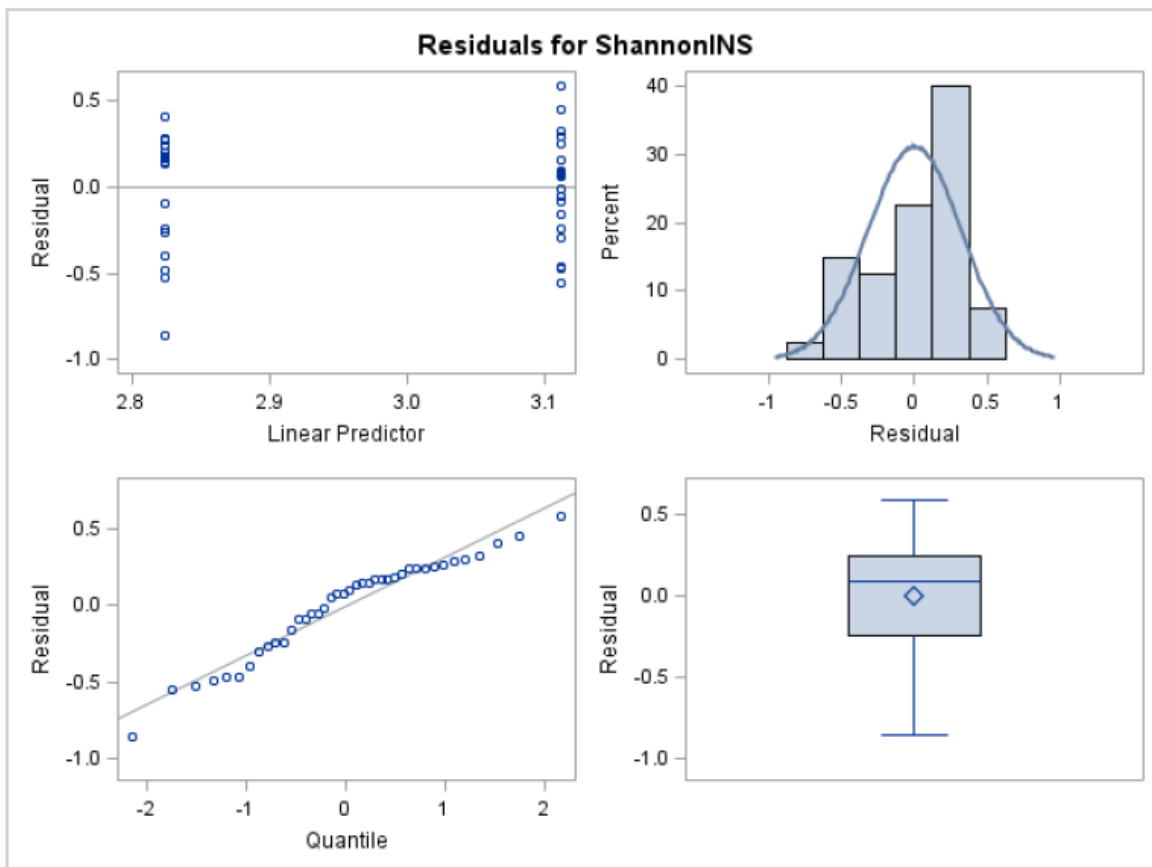 Residuals for ShannonINS
0.5
0.0
-0.5
-1.0
Residual
2.8 2.9 3.0 3.1
Linear Predictor
40
30
20
10
0
Percent
-1 -0.5 0 0.5 1
Residual
0.5
0.0
-0.5
-1.0
Residual
-2 -1 0 1 2
Quantile
0.5
0.0
-0.5
-1.0
Residual